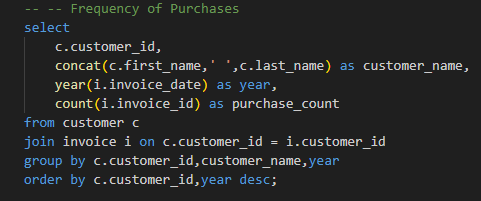 -- -- Frequency of Purchases
select
    c.customer_id,
    concat(c.first_name,' ',c.last_name) as customer_name,
    year(i.invoice_date) as year,
    count(i.invoice_id) as purchase_count
from customer c
join invoice i on c.customer_id = i.customer_id
group by c.customer_id,customer_name,year
order by c.customer_id,year desc;